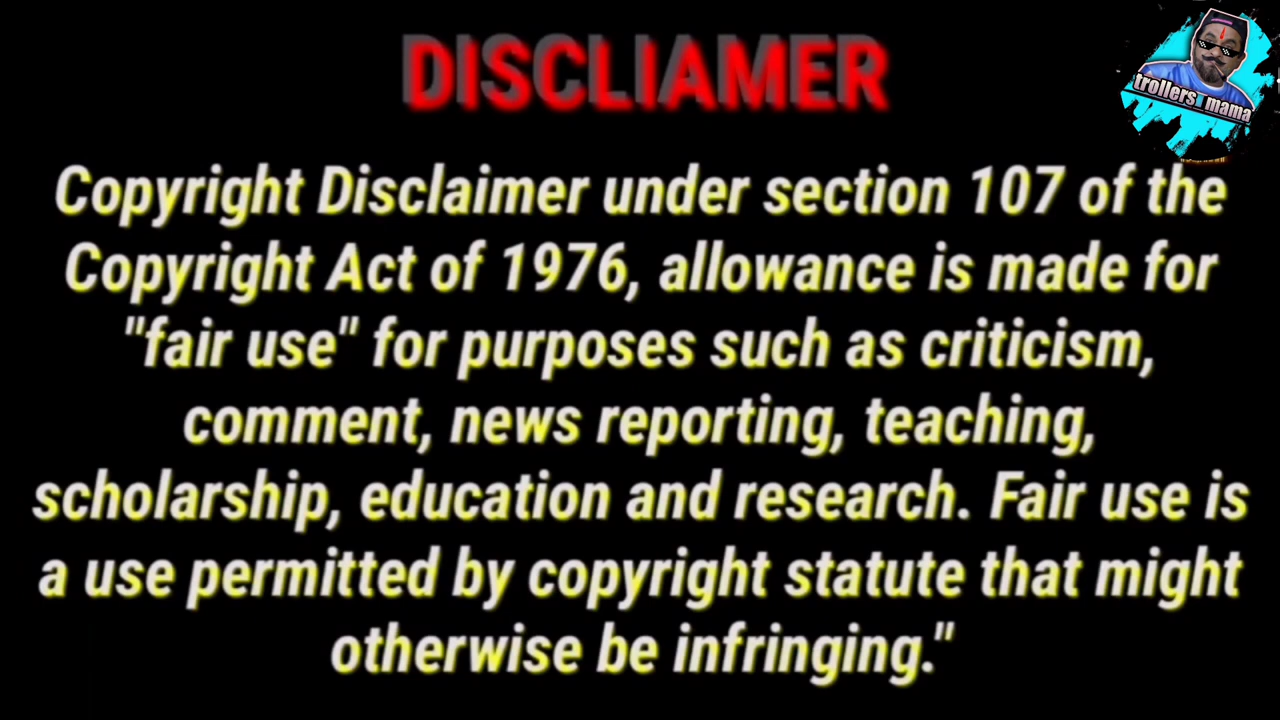 DISCLIAMER
trollers_mama
Copyright Disclaimer under section 107 of the
Copyright Act of 1976, allowance is made for
"fair use" for purposes such as criticism,
comment, news reporting, teaching,
scholarship, education and research. Fair use is
a use permitted by copyright statute that might
otherwise be infringing."